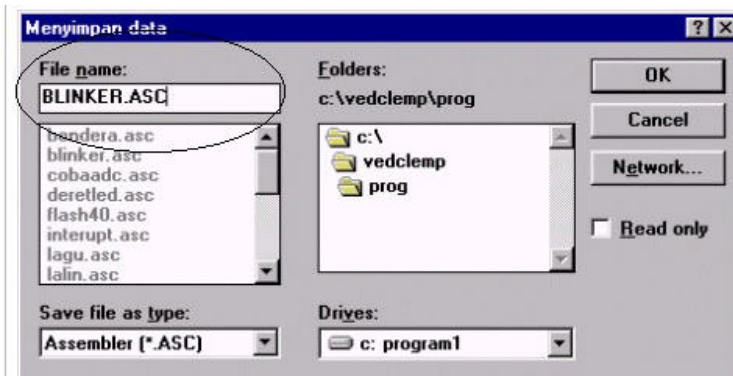 Menyimpan data
File name:
BLINKER.ASC
bendera.asc
blinker.asc
cobaadc.asc
deretled.asc
flash40.asc
interupt.asc
lagu.asc
lalin.asc
Save file as type:
Assembler (*.ASC)
Folders:
c:\vedclemp\prog
c:\
vedclemp
prog
Drives:
c: program1
OK
Cancel
Network...
Read only